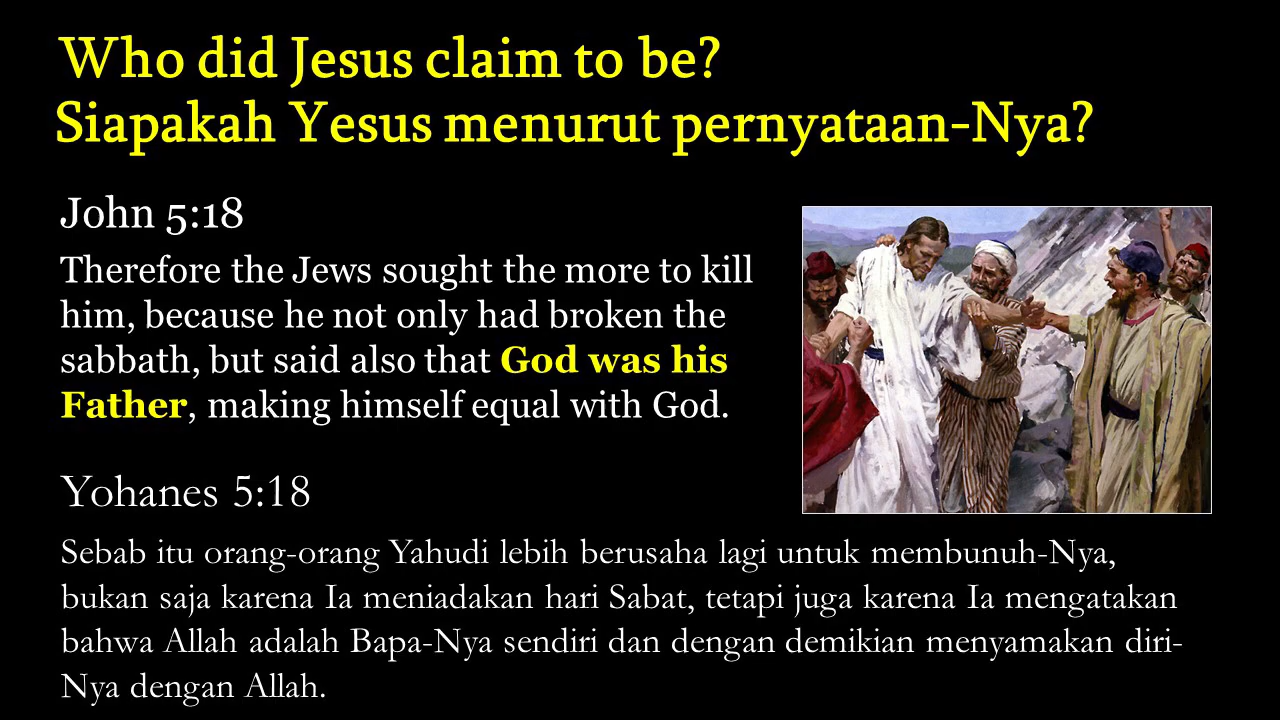 Who did Jesus claim to be?
Siapakah Yesus menurut pernyataan-Nya?
John 5:18
Therefore the Jews sought the more to kill
him, because he not only had broken the
sabbath, but said also that God was his
Father, making himself equal with God.
Yohanes 5:18
Sebab itu orang-orang Yahudi lebih berusaha lagi untuk membunuh-Nya,
bukan saja karena Ia meniadakan hari Sabat, tetapi juga karena Ia mengatakan
bahwa Allah adalah Bapa-Nya sendiri dan dengan demikian menyamakan diri-
Nya dengan Allah.